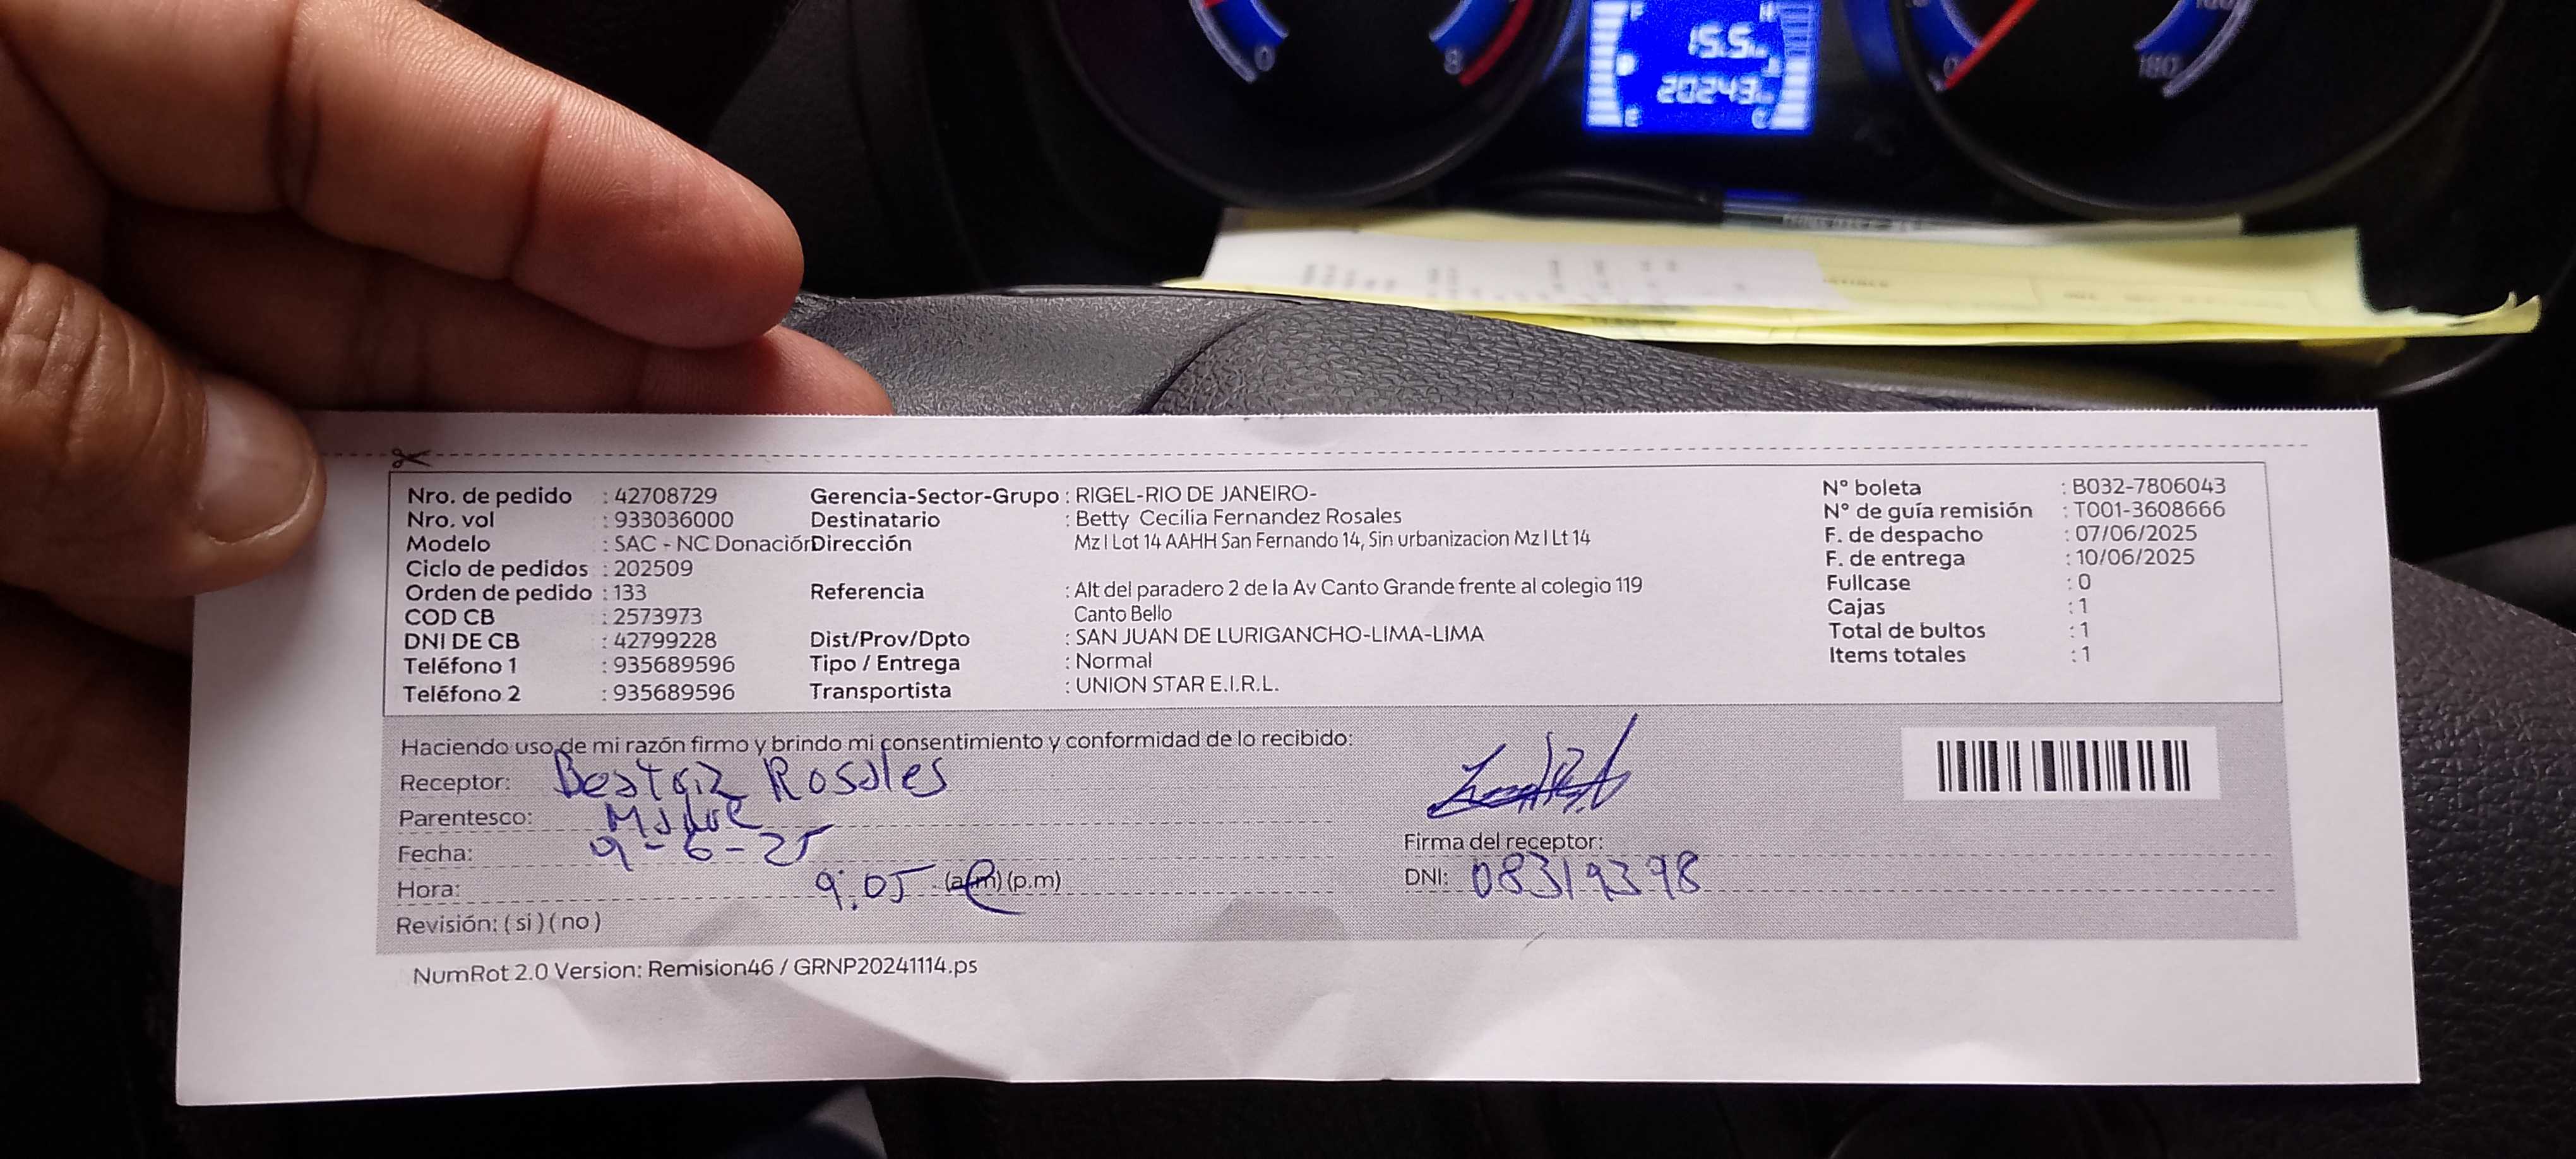 0
8
F
H
15.5
20243
E
C
0
180
Nro. de pedido : 42708729
Nro. vol : 933036000
Modelo : SAC - NC Donación
Ciclo de pedidos : 202509
Orden de pedido : 133
COD CB : 2573973
DNI DE CB : 42799228
Teléfono 1 : 935689596
Teléfono 2 : 935689596
Gerencia-Sector-Grupo : RIGEL-RIO DE JANEIRO-
Destinatario : Betty Cecilia Fernandez Rosales
Dirección Mz I Lot 14 AAHH San Fernando 14, Sin urbanizacion Mz I Lt 14
Referencia : Alt del paradero 2 de la Av Canto Grande frente al colegio 119
Canto Bello
Dist/Prov/Dpto : SAN JUAN DE LURIGANCHO-LIMA-LIMA
Tipo / Entrega : Normal
Transportista : UNION STAR E.I.R.L.
N° boleta : B032-7806043
N° de guía remisión : T001-3608666
F. de despacho : 07/06/2025
F. de entrega : 10/06/2025
Fullcase : 0
Cajas : 1
Total de bultos : 1
Items totales : 1
Haciendo uso de mi razón firmo y brindo mi consentimiento y conformidad de lo recibido:
Receptor: Beatriz Rosales
Parentesco: Madre
Fecha: 9-6-25
Hora: 9:05 (a.m) (p.m)
Revisión: ( si ) ( no )
Firma del receptor:
DNI: 08319398
NumRot 2.0 Version: Remision46 / GRNP20241114.ps